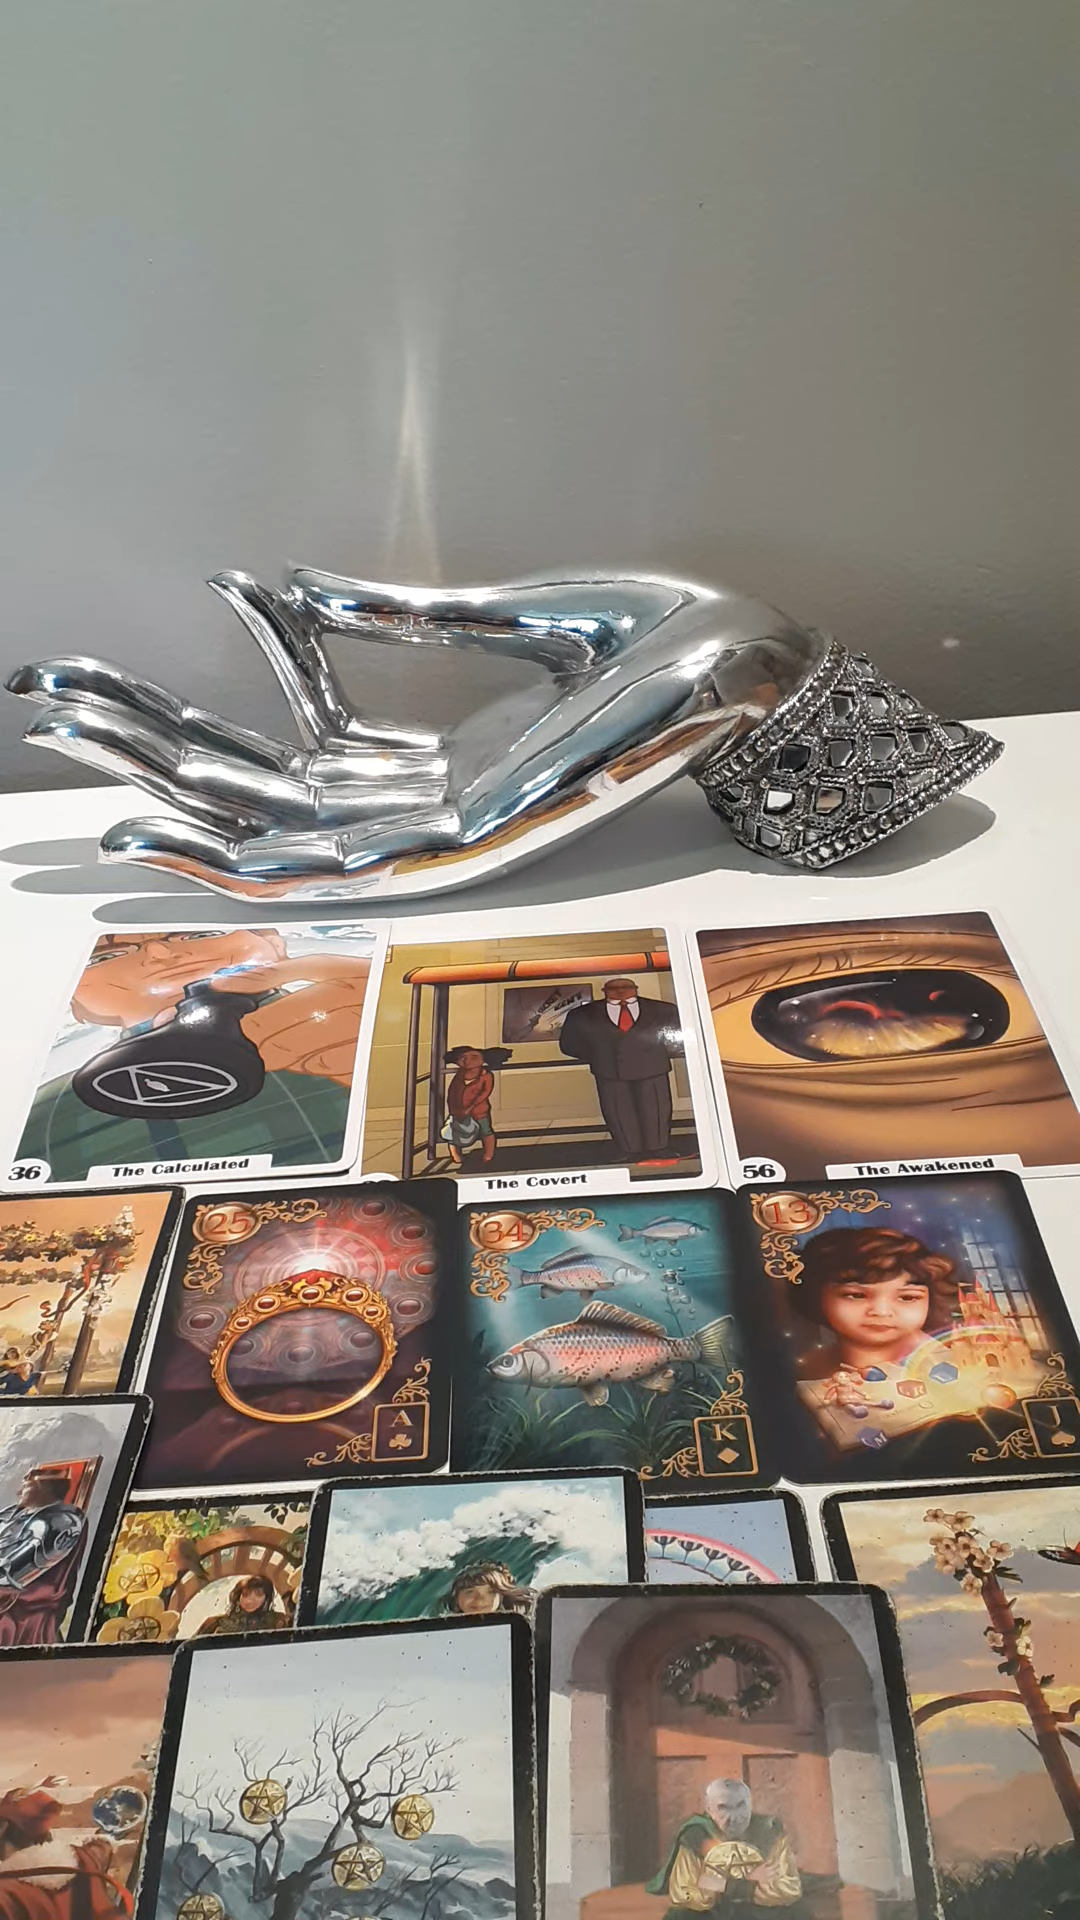 36
The Calculated
The Covert
56
The Awakened
25
A
34
K
13
J